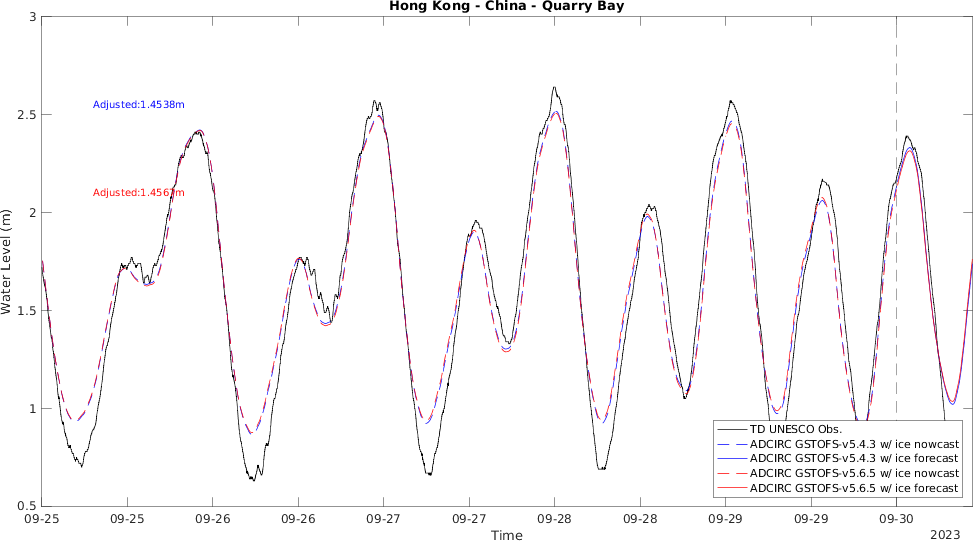 Hong Kong - China - Quarry Bay
Water Level (m)
3
2.5
2
1.5
1
0.5
Adjusted:1.4538m
Adjusted:1.4567m
TD UNESCO Obs.
ADCIRC GSTOFS-v5.4.3 w/ ice nowcast
ADCIRC GSTOFS-v5.4.3 w/ ice forecast
ADCIRC GSTOFS-v5.6.5 w/ ice nowcast
ADCIRC GSTOFS-v5.6.5 w/ ice forecast
09-25 09-25 09-26 09-26 09-27 09-27 09-28 09-28 09-29 09-29 09-30
Time
2023